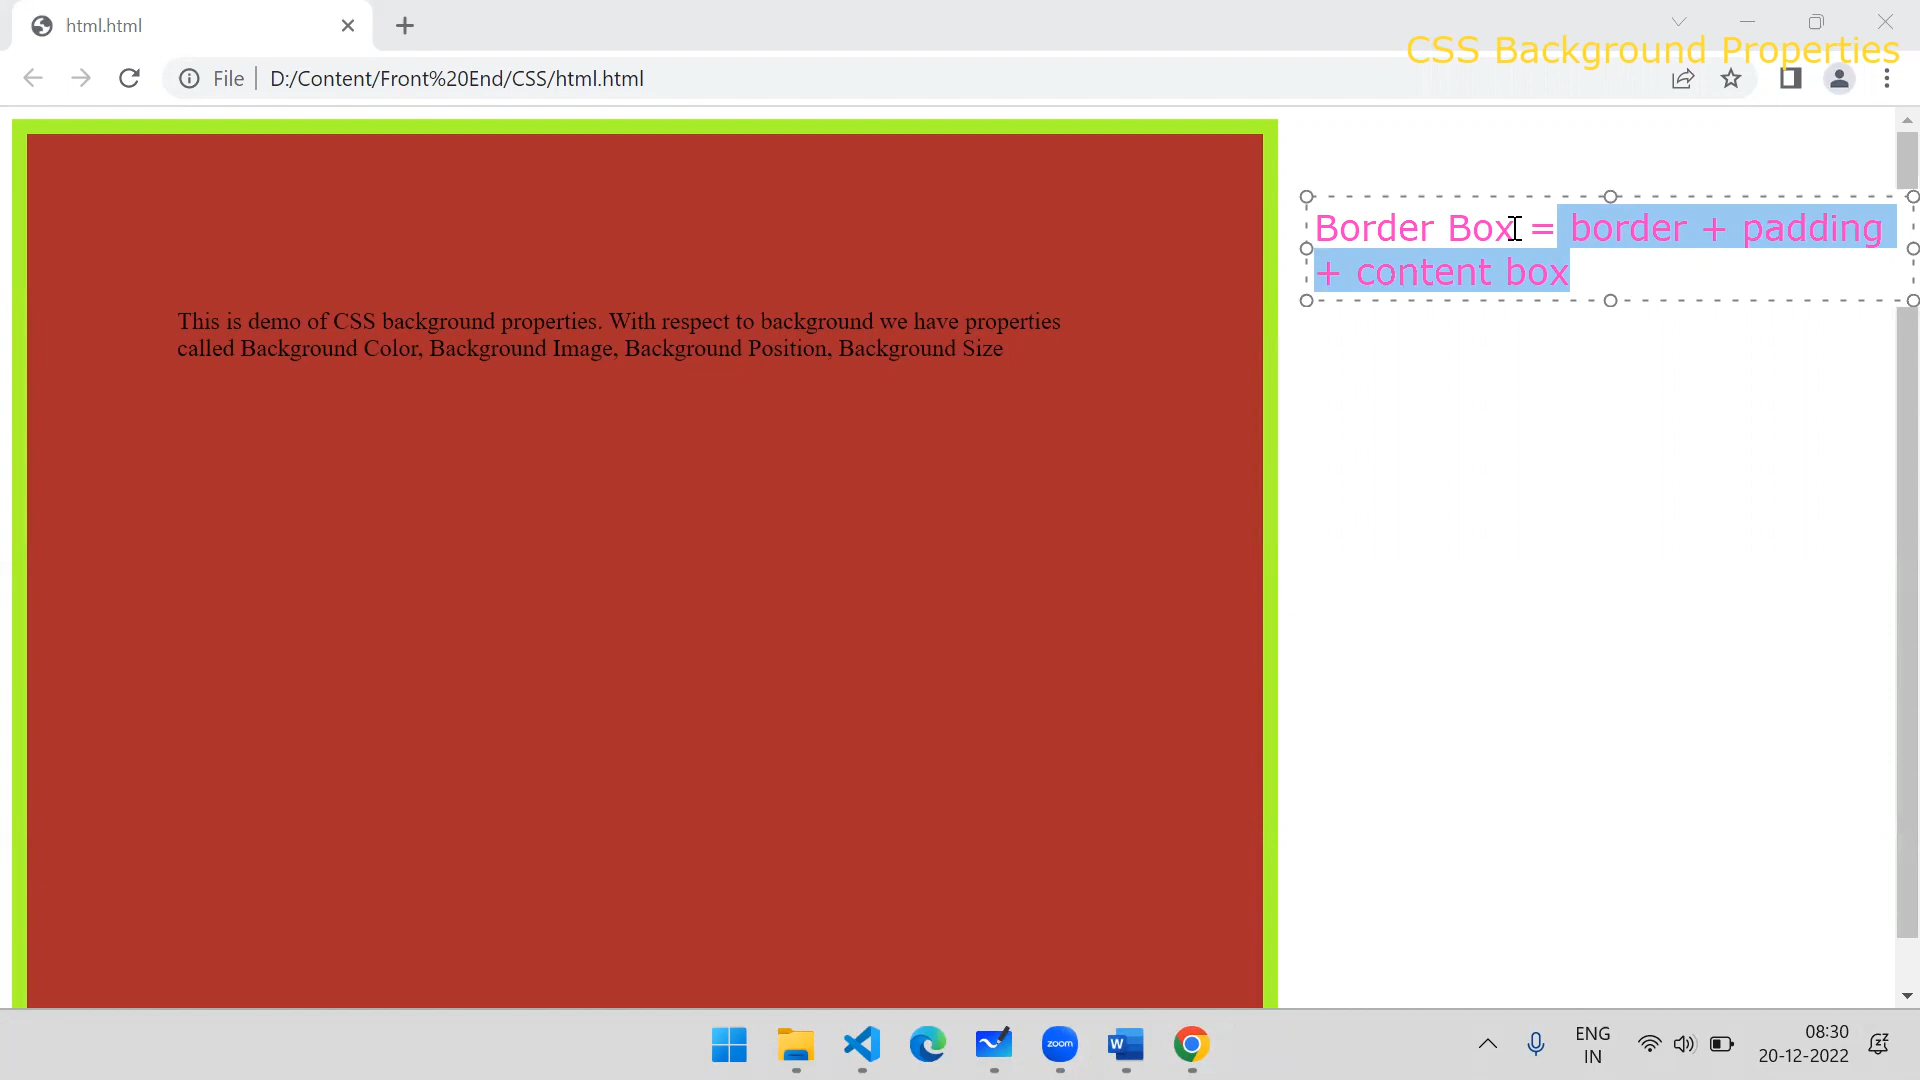 html.html
CSS Background Properties
File
D:/Content/Front%20End/CSS/html.html
Border Box = border + padding
+ content box
This is demo of CSS background properties. With respect to background we have properties
called Background Color, Background Image, Background Position, Background Size
zoom
W
ENG
IN
08:30
20-12-2022